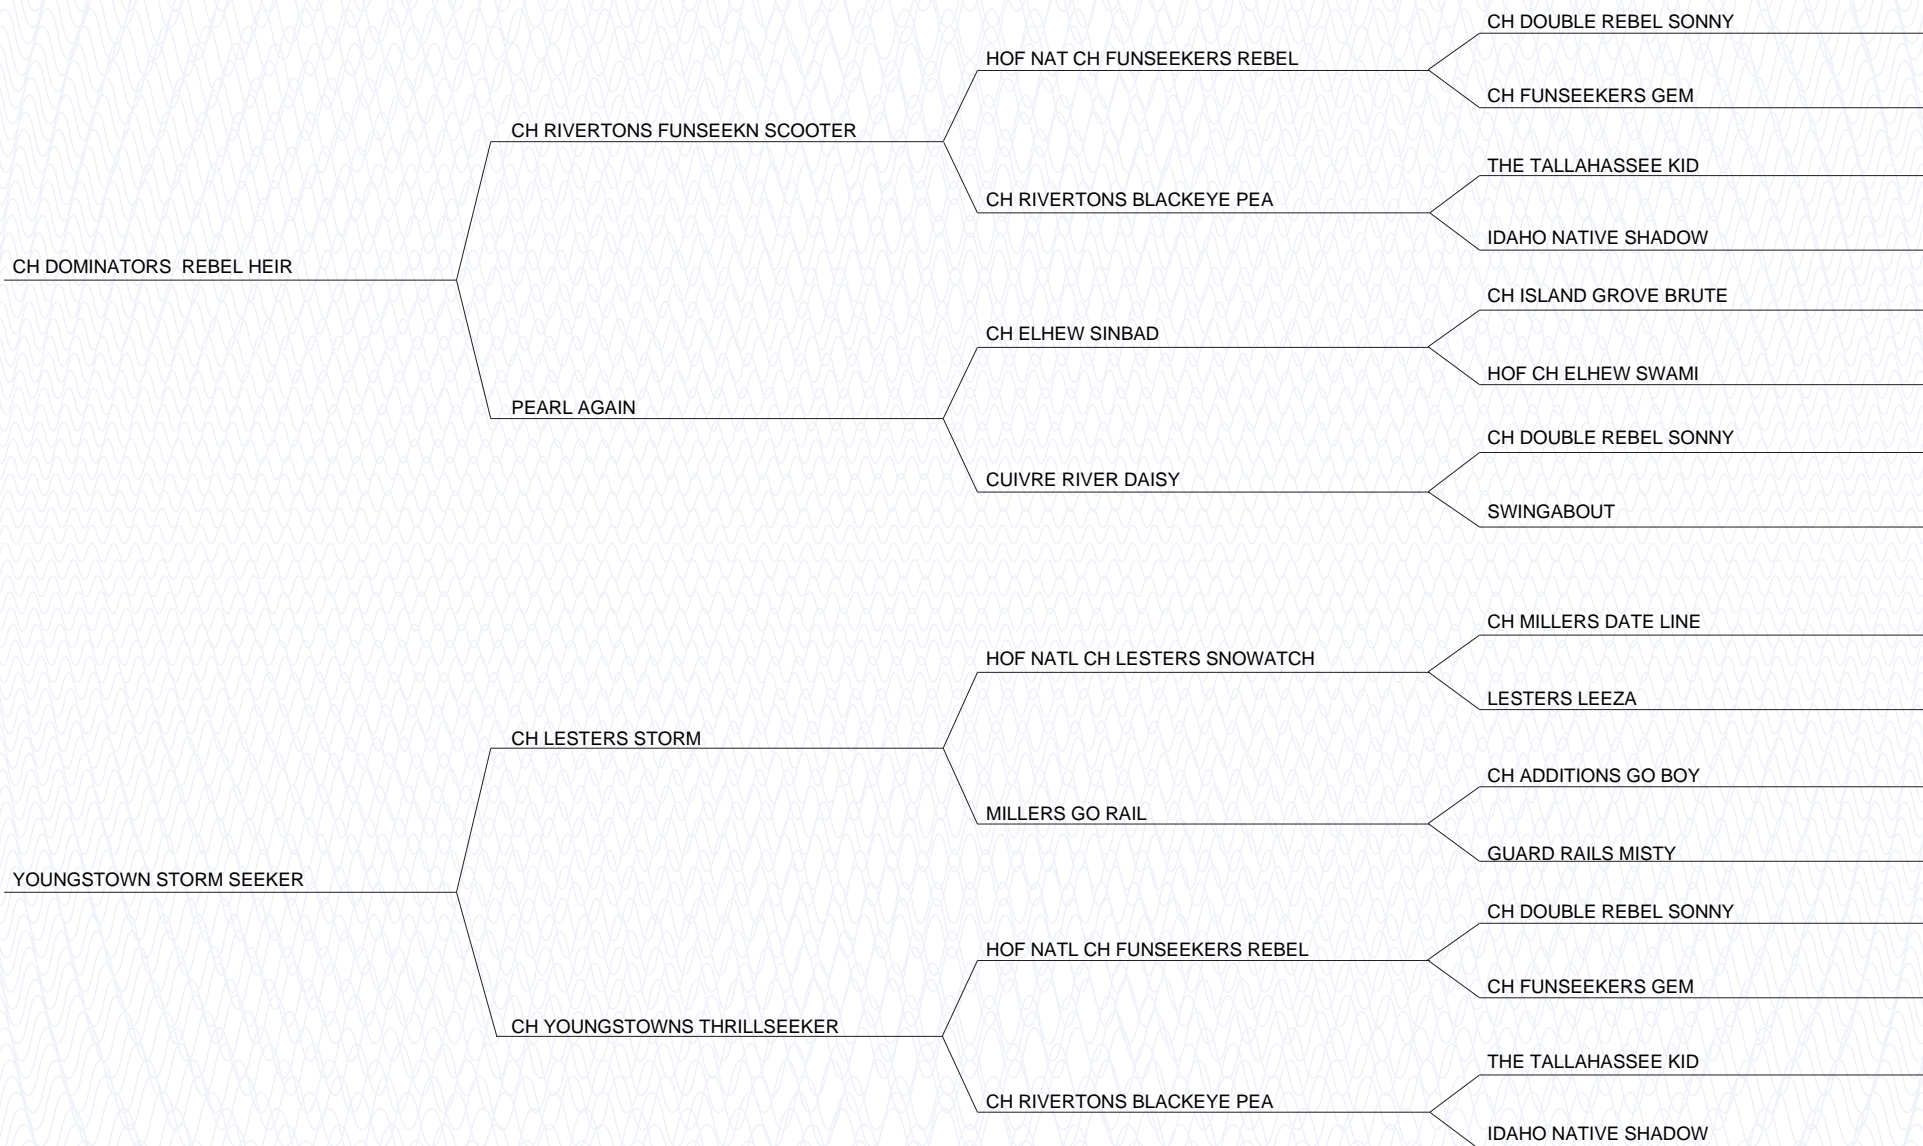 CH DOUBLE REBEL SONNY
HOF NAT CH FUNSEEKERS REBEL
CH FUNSEEKERS GEM
CH RIVERTONS FUNSEEKN SCOOTER
THE TALLAHASSEE KID
CH RIVERTONS BLACKEYE PEA
IDAHO NATIVE SHADOW
CH DOMINATORS  REBEL HEIR
CH ISLAND GROVE BRUTE
CH ELHEW SINBAD
HOF CH ELHEW SWAMI
PEARL AGAIN
CH DOUBLE REBEL SONNY
CUIVRE RIVER DAISY
SWINGABOUT
CH MILLERS DATE LINE
HOF NATL CH LESTERS SNOWATCH
LESTERS LEEZA
CH LESTERS STORM
CH ADDITIONS GO BOY
MILLERS GO RAIL
GUARD RAILS MISTY
YOUNGSTOWN STORM SEEKER
CH DOUBLE REBEL SONNY
HOF NATL CH FUNSEEKERS REBEL
CH FUNSEEKERS GEM
CH YOUNGSTOWNS THRILLSEEKER
THE TALLAHASSEE KID
CH RIVERTONS BLACKEYE PEA
IDAHO NATIVE SHADOW